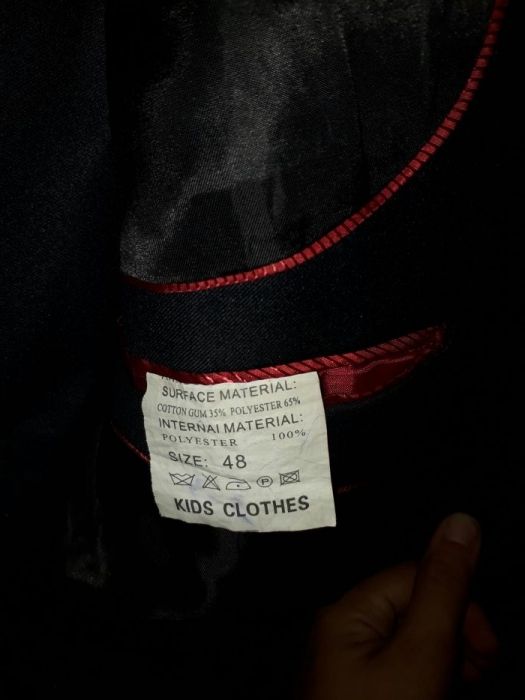 SURFACE MATERIAL:
COTTON GUM 35% POLYESTER 65%
INTERNAI MATERIAL:
POLYESTER 100%
SIZE: 48
P
KIDS CLOTHES